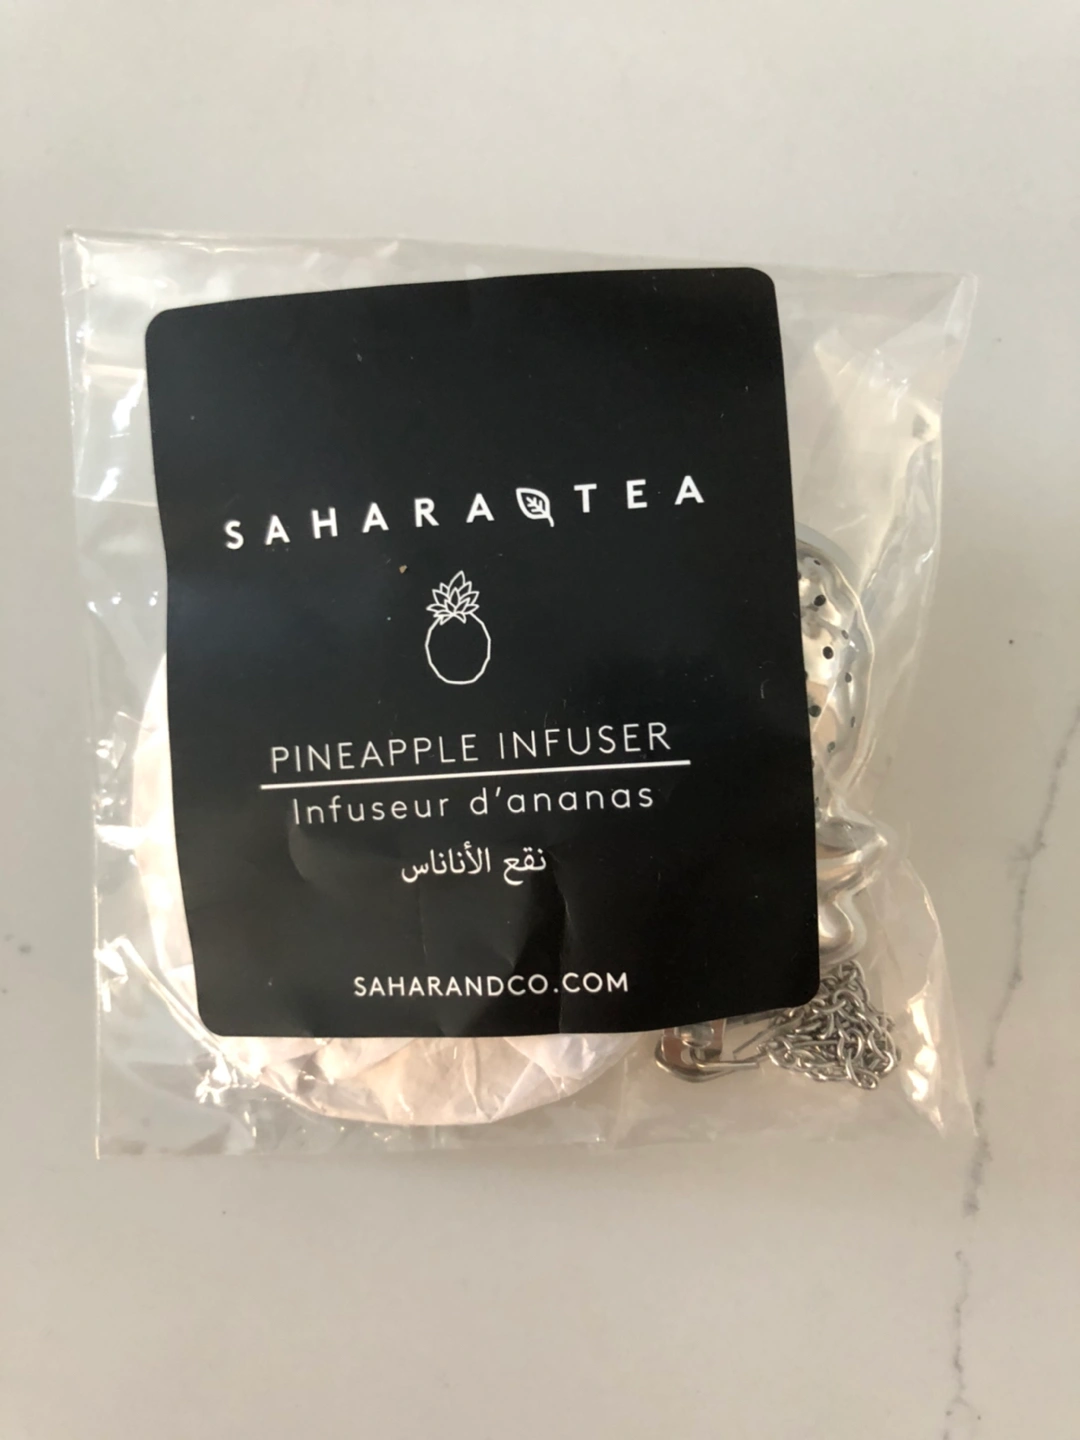 SAHARA TEA
PINEAPPLE INFUSER
Infuseur d'ananas
نقع الأناناس
SAHARANDCO.COM